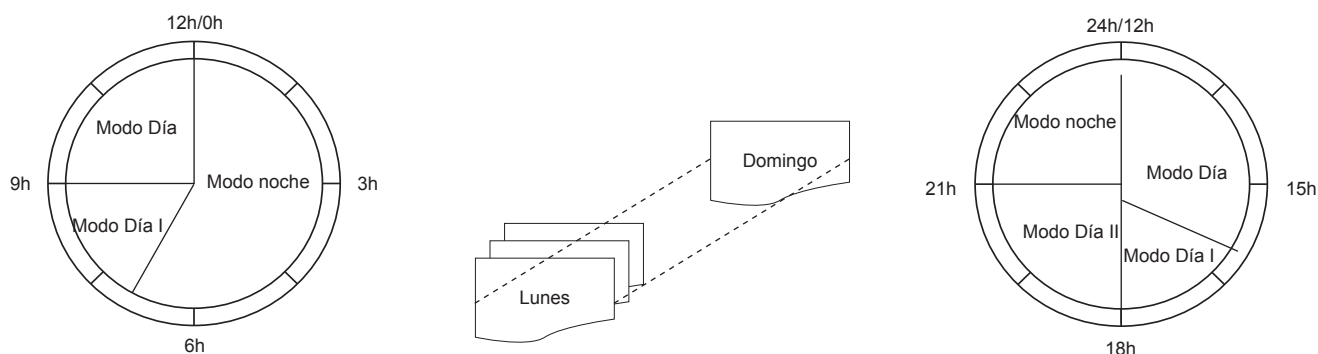 12h/0h
Modo Día
Modo noche
9h
3h
Modo Día I
6h
Domingo
Lunes
24h/12h
Modo noche
Modo Día
21h
15h
Modo Día II
Modo Día I
18h